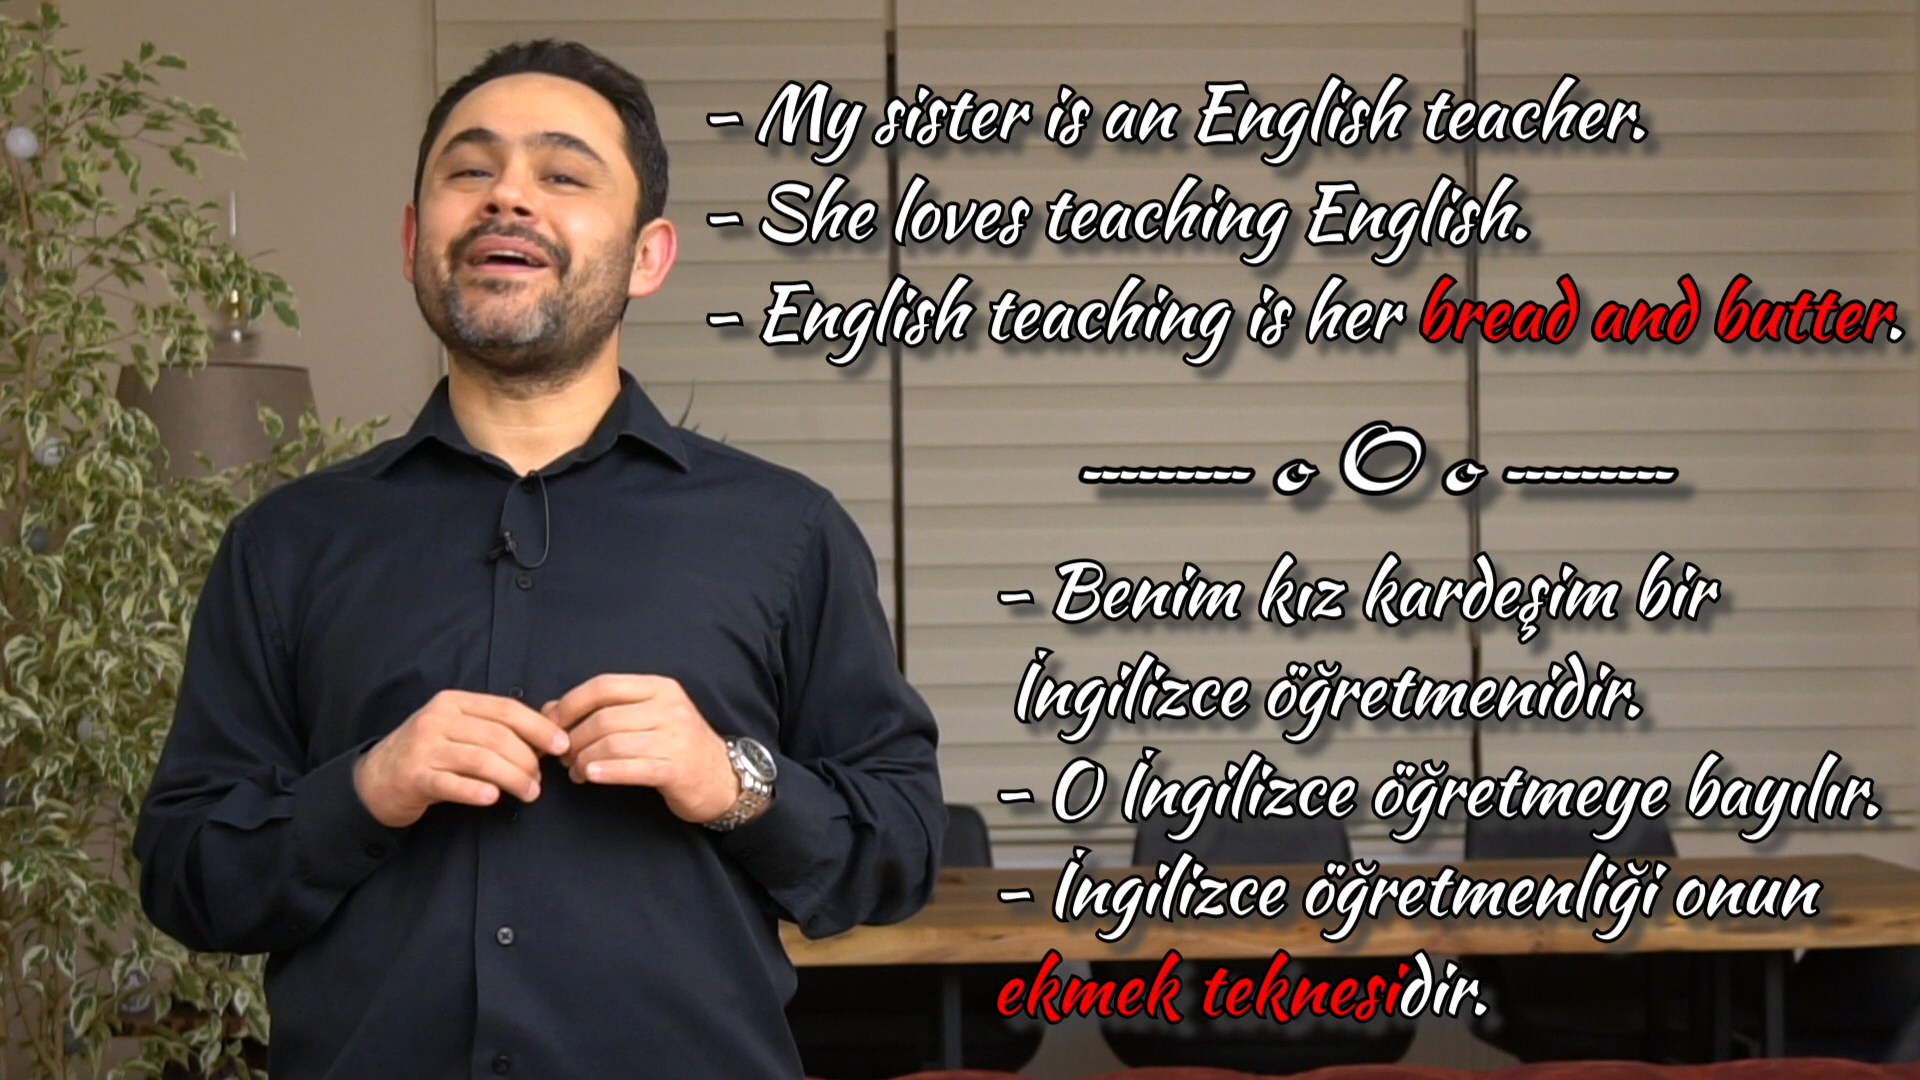 - My sister is an English teacher.
- She loves teaching English.
- English teaching is her bread and butter.
-------- o O o --------
- Benim kız kardeşim bir
İngilizce öğretmenidir.
- O İngilizce öğretmeye bayılır.
- İngilizce öğretmenliği onun
ekmek teknesidir.